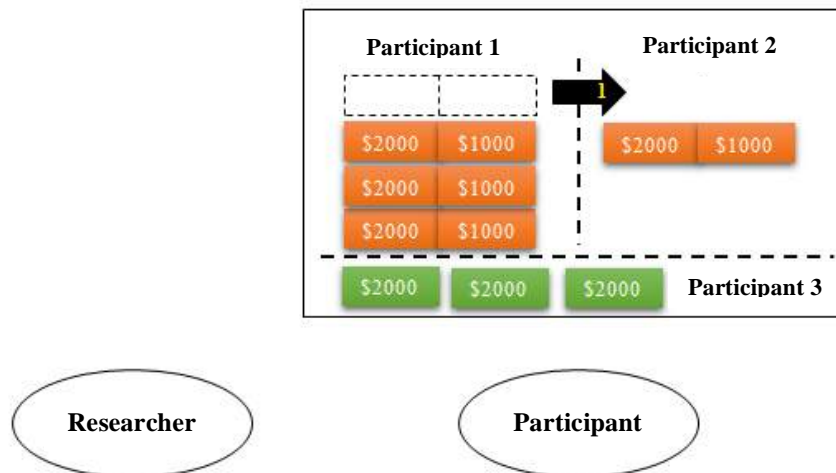 Participant 1
Participant 2
1
$2000 $1000
$2000 $1000
$2000 $1000
$2000 $1000
$2000 $2000 $2000
Participant 3
Researcher
Participant